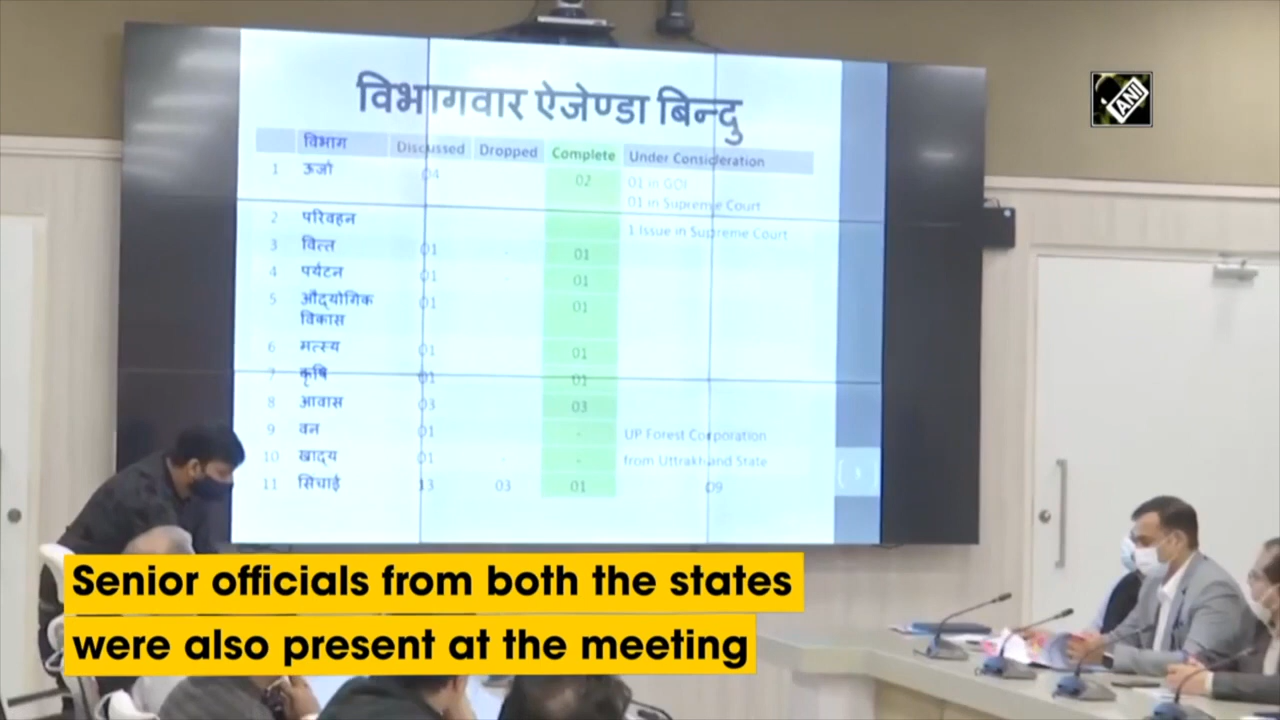 ANI
विभागवार ऐजेण्डा बिन्दु
विभाग Discussed Dropped Complete Under Consideration
1 ऊर्जा 04 02 01 in GOI
01 in Supreme Court
2 परिवहन 1 Issue in Supreme Court
3 वित्त 01 - 01
4 पर्यटन 01 01
5 औद्योगिक 01 01
विकास
6 मत्स्य 01 01
7 कृषि 01 01
8 आवास 03 03
9 वन 01 - UP Forest Corporation
10 खाद्य 01 - - from Uttrakhand State
11 सिचाई 13 03 01 09
Senior officials from both the states
were also present at the meeting